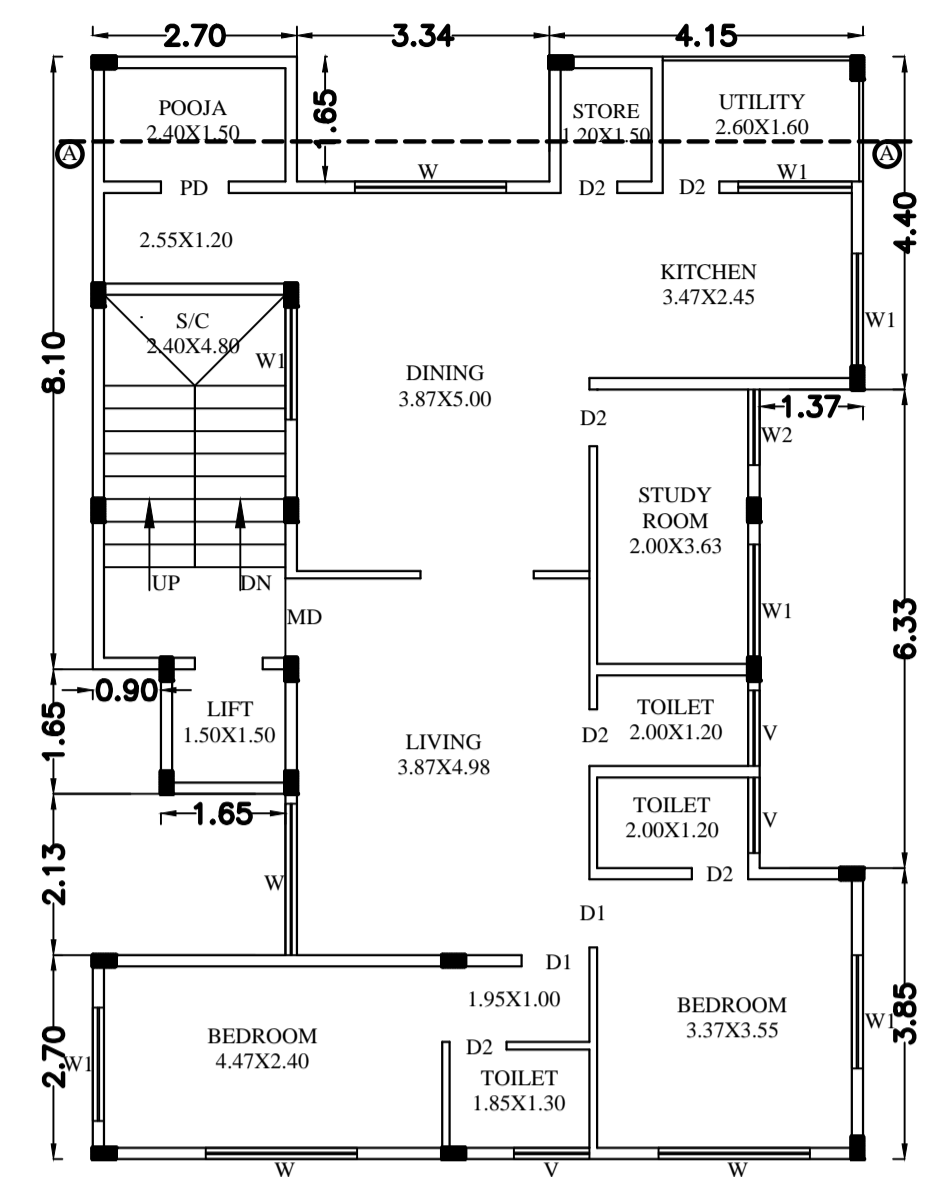 2.70
3.34
4.15
POOJA
2.40X1.50
1.65
STORE
1.20X1.50
UTILITY
2.60X1.60
A
A
W
W1
PD
D2
D2
2.55X1.20
4.40
KITCHEN
3.47X2.45
S/C
2.40X4.80
W1
W1
8.10
DINING
3.87X5.00
1.37
D2
W2
STUDY
ROOM
2.00X3.63
UP
DN
MD
W1
6.33
0.90
LIFT
1.50X1.50
1.65
TOILET
2.00X1.20
D2
V
LIVING
3.87X4.98
TOILET
2.00X1.20
V
1.65
2.13
W
D2
D1
D1
1.95X1.00
BEDROOM
3.37X3.55
W1
3.85
BEDROOM
4.47X2.40
2.70
W1
D2
TOILET
1.85X1.30
W
V
W